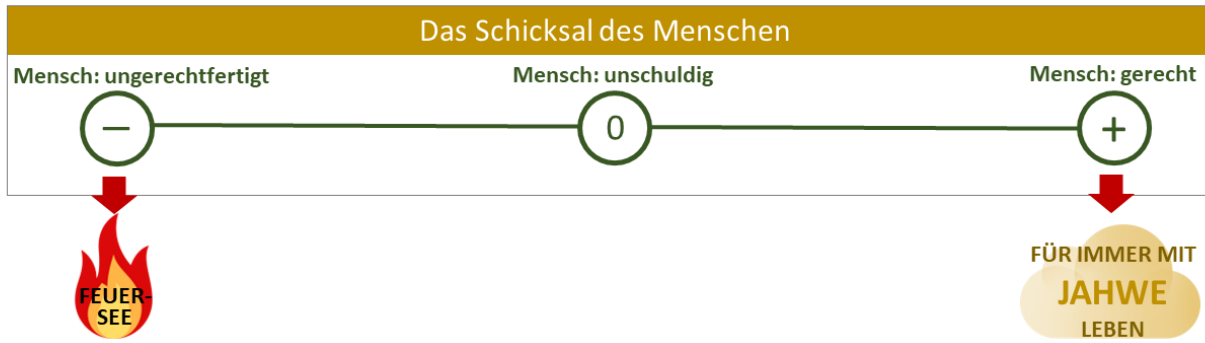 Das Schicksal des Menschen
Mensch: ungerechtfertigt
Mensch: unschuldig
Mensch: gerecht
–
0
+
FEUER-
SEE
FÜR IMMER MIT
JAHWE
LEBEN